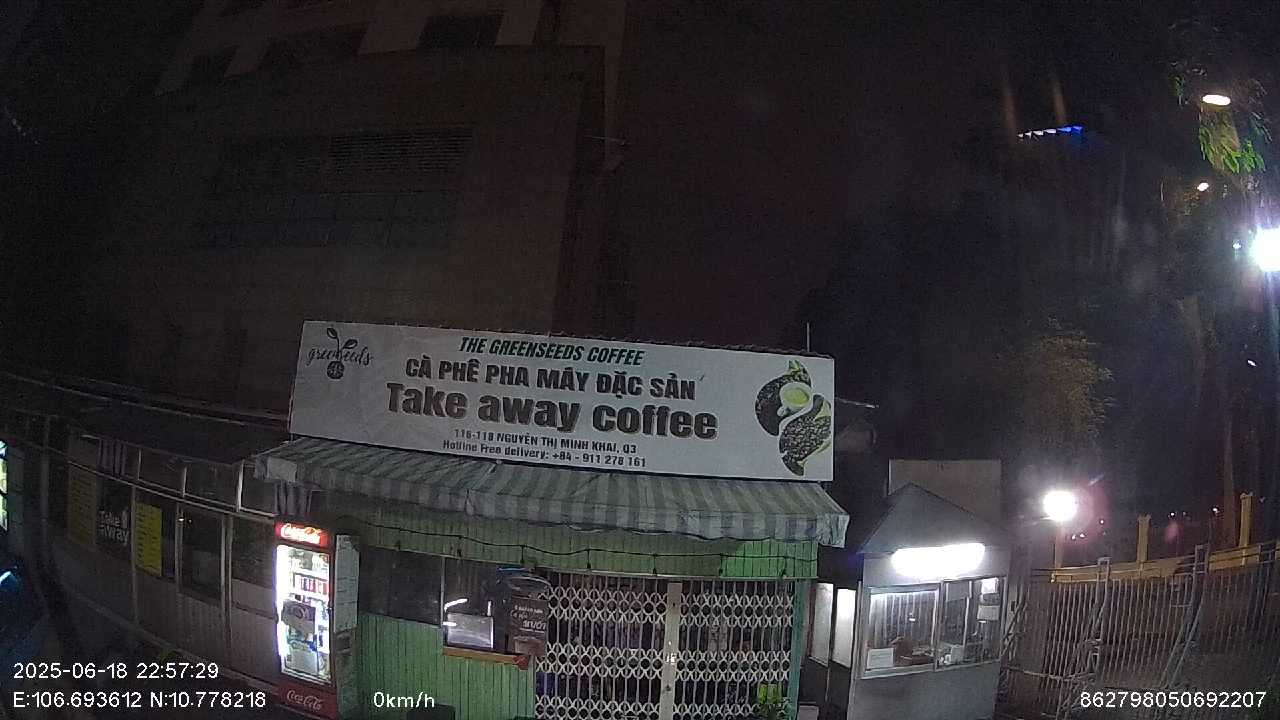 greenseeds
THE GREENSEEDS COFFEE
CÀ PHÊ PHA MÁY ĐẶC SẢN
Take away coffee
116-118 NGUYỄN THỊ MINH KHAI, Q3
Hotline Free delivery: +84 - 911 278 161
Take
away
Coca-Cola
Coca-Cola
2025-06-18 22:57:29
E:106.693612 N:10.778218
0km/h
862798050692207